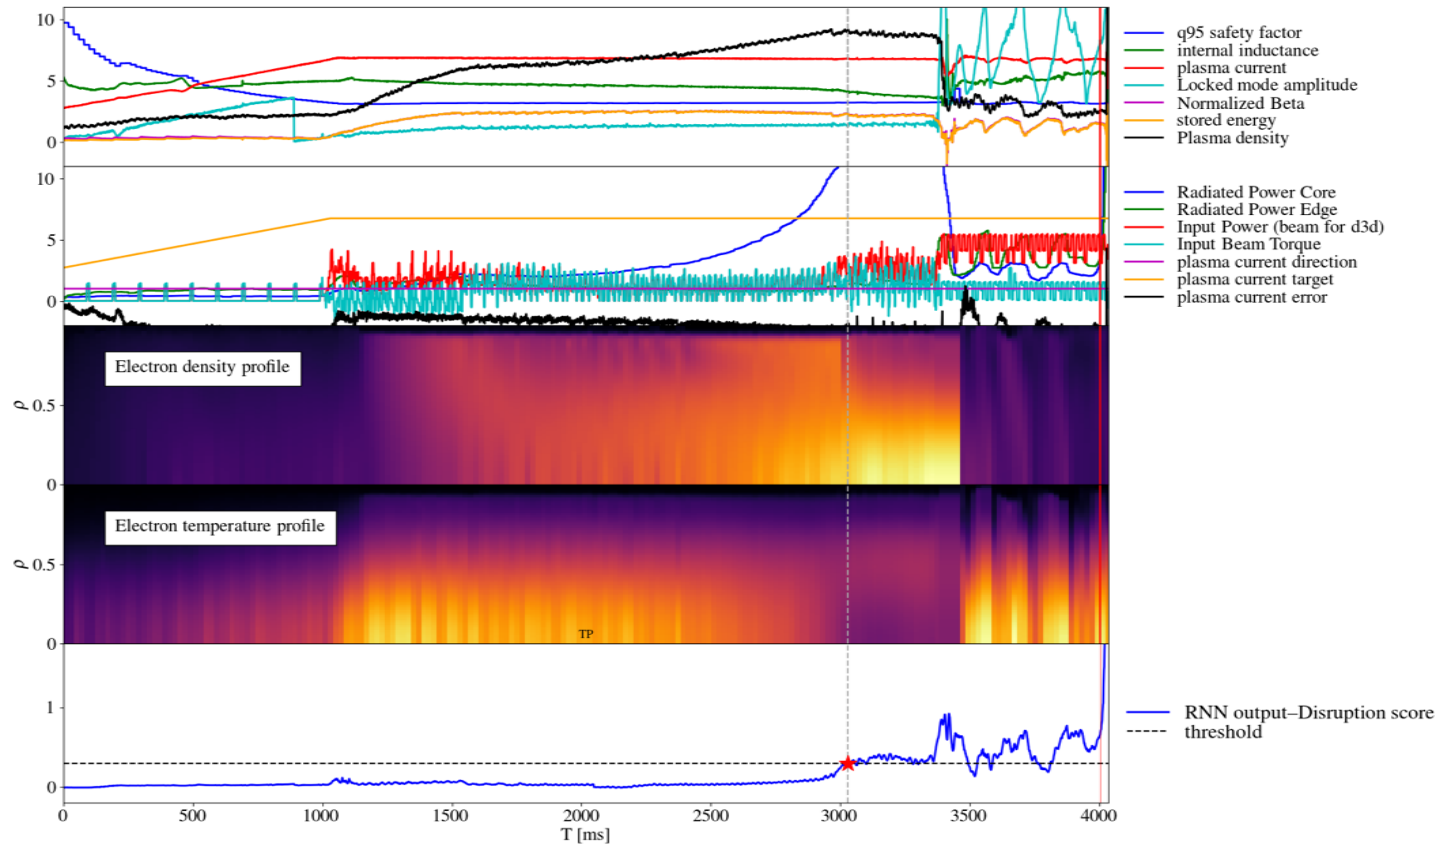 10
5
0
q95 safety factor
internal inductance
plasma current
Locked mode amplitude
Normalized Beta
stored energy
Plasma density
10
5
0
Radiated Power Core
Radiated Power Edge
Input Power (beam for d3d)
Input Beam Torque
plasma current direction
plasma current target
plasma current error
Electron density profile
ρ
0.5
0
Electron temperature profile
ρ
0.5
0
TP
1
0
RNN output–Disruption score
threshold
0 500 1000 1500 2000 2500 3000 3500 4000
T [ms]